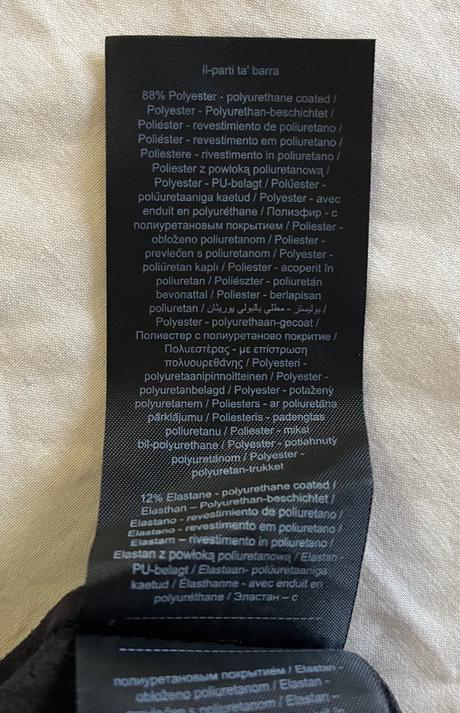 Il-parti ta' barra
88% Polyester - polyurethane coated /
Polyester - Polyurethan-beschichtet /
Poliéster - revestimiento de poliuretano /
Poliéster - revestimento em poliuretano /
Poliestere - rivestimento in poliuretano /
Poliester z powłoką poliuretanową /
Polyester - PU-belagt / Polüester -
polüuretaaniga kaetud / Polyester - avec
enduit en polyuréthane / Полиэфир - с
полиуретановым покрытием / Poliester -
obloženo poliuretanom / Poliester -
prevlečen s poliuretanom / Polyester -
poliüretan kaplı / Poliester - acoperit în
poliuretan / Poliészter - poliuretán
bevonattal / Poliester - berlapisan
poliuretan / بوليستر - مطلي بالبولي يوريثان /
Polyester - polyurethaan-gecoat /
Полиестер с полиуретаново покритие /
Πολυεστέρας - με επίστρωση
πολυουρεθάνης / Polyesteri -
polyuretaanipinnoitteinen / Polyester -
polyuretanbelagd / Polyester - potažený
polyuretanem / Poliesters - ar poliuretāna
pārklājumu / Poliesteris - padengtas
poliuretanu / Poliester - miksi
bil-polyurethane / Polyester - potiahnutý
polyuretánom / Polyester -
polyuretan-trukket
12% Elastane - polyurethane coated /
Elasthan – Polyurethan-beschichtet /
Elastano - revestimiento de poliuretano /
Elastano - revestimento em poliuretano /
Elastam – rivestimento in poliuretano /
Elastan z powłoką poliuretanową / Elastan -
PU-belagt / Elastaan- polüuretaaniga
kaetud / Élasthanne - avec enduit en
polyuréthane / Эластан – с
полиуретановым покрытием / Elastan -
obloženo poliuretanom / Elastan -
prevlečen s poliuretanom / Elastan -